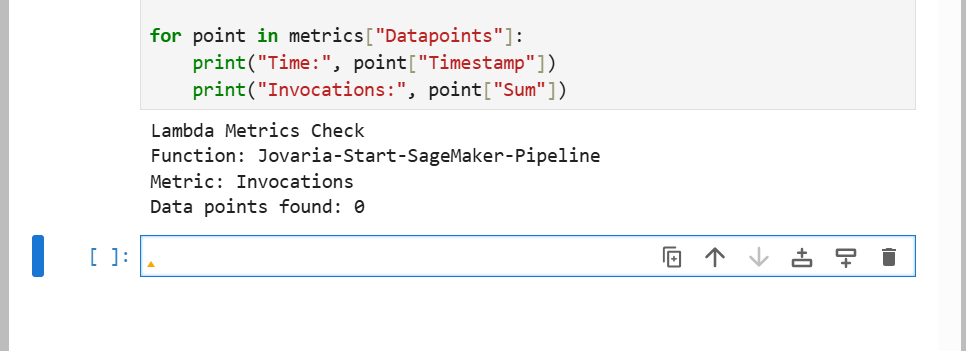 for point in metrics["Datapoints"]:
    print("Time:", point["Timestamp"])
    print("Invocations:", point["Sum"])
Lambda Metrics Check
Function: Jovaria-Start-SageMaker-Pipeline
Metric: Invocations
Data points found: 0
[ ]: